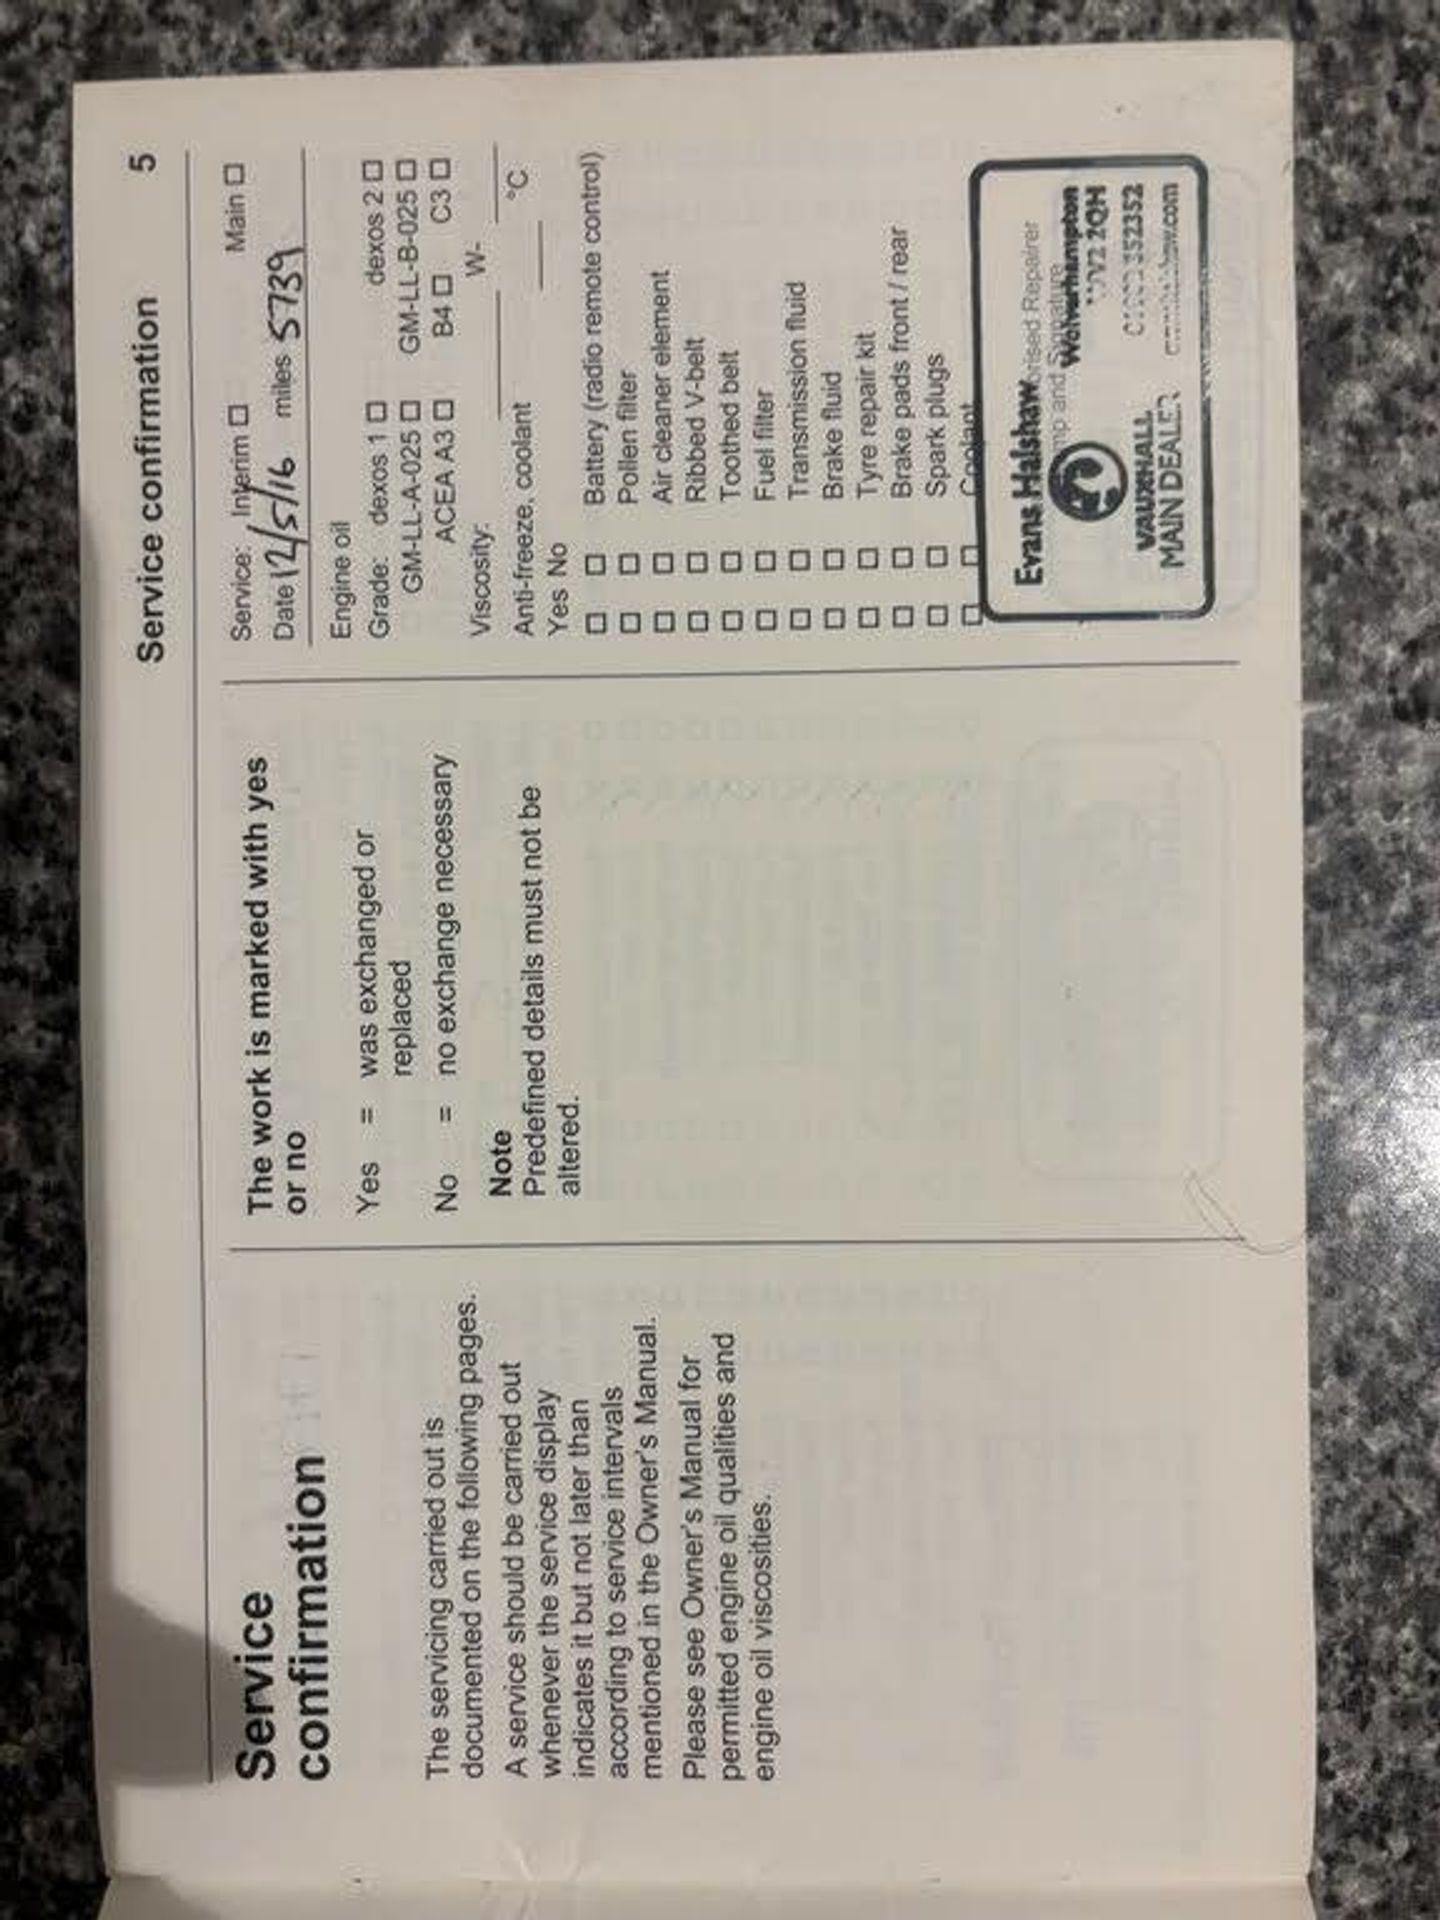 Service confirmation 5
Service
confirmation
The servicing carried out is
documented on the following pages.
A service should be carried out
whenever the service display
indicates it but not later than
according to service intervals
mentioned in the Owner's Manual.
Please see Owner's Manual for
permitted engine oil qualities and
engine oil viscosities.
The work is marked with yes
or no
Yes = was exchanged or
replaced
No = no exchange necessary
Note
Predefined details must not be
altered.
Service: Interim □ Main □
Date 12/5/16 miles 5739
Engine oil
Grade: dexos 1 □ dexos 2 □
GM-LL-A-025 □ GM-LL-B-025 □
ACEA A3 □ B4 □ C3 □
Viscosity: W-
Anti-freeze, coolant °C
Yes No
□ □ Battery (radio remote control)
□ □ Pollen filter
□ □ Air cleaner element
□ □ Ribbed V-belt
□ □ Toothed belt
□ □ Fuel filter
□ □ Transmission fluid
□ □ Brake fluid
□ □ Tyre repair kit
□ □ Brake pads front / rear
□ □ Spark plugs
□ □ Coolant
Evans Halshaw
Repairer
and Signature
Wolverhampton
2QH
VAUXHALL
352352
MAIN DEALER